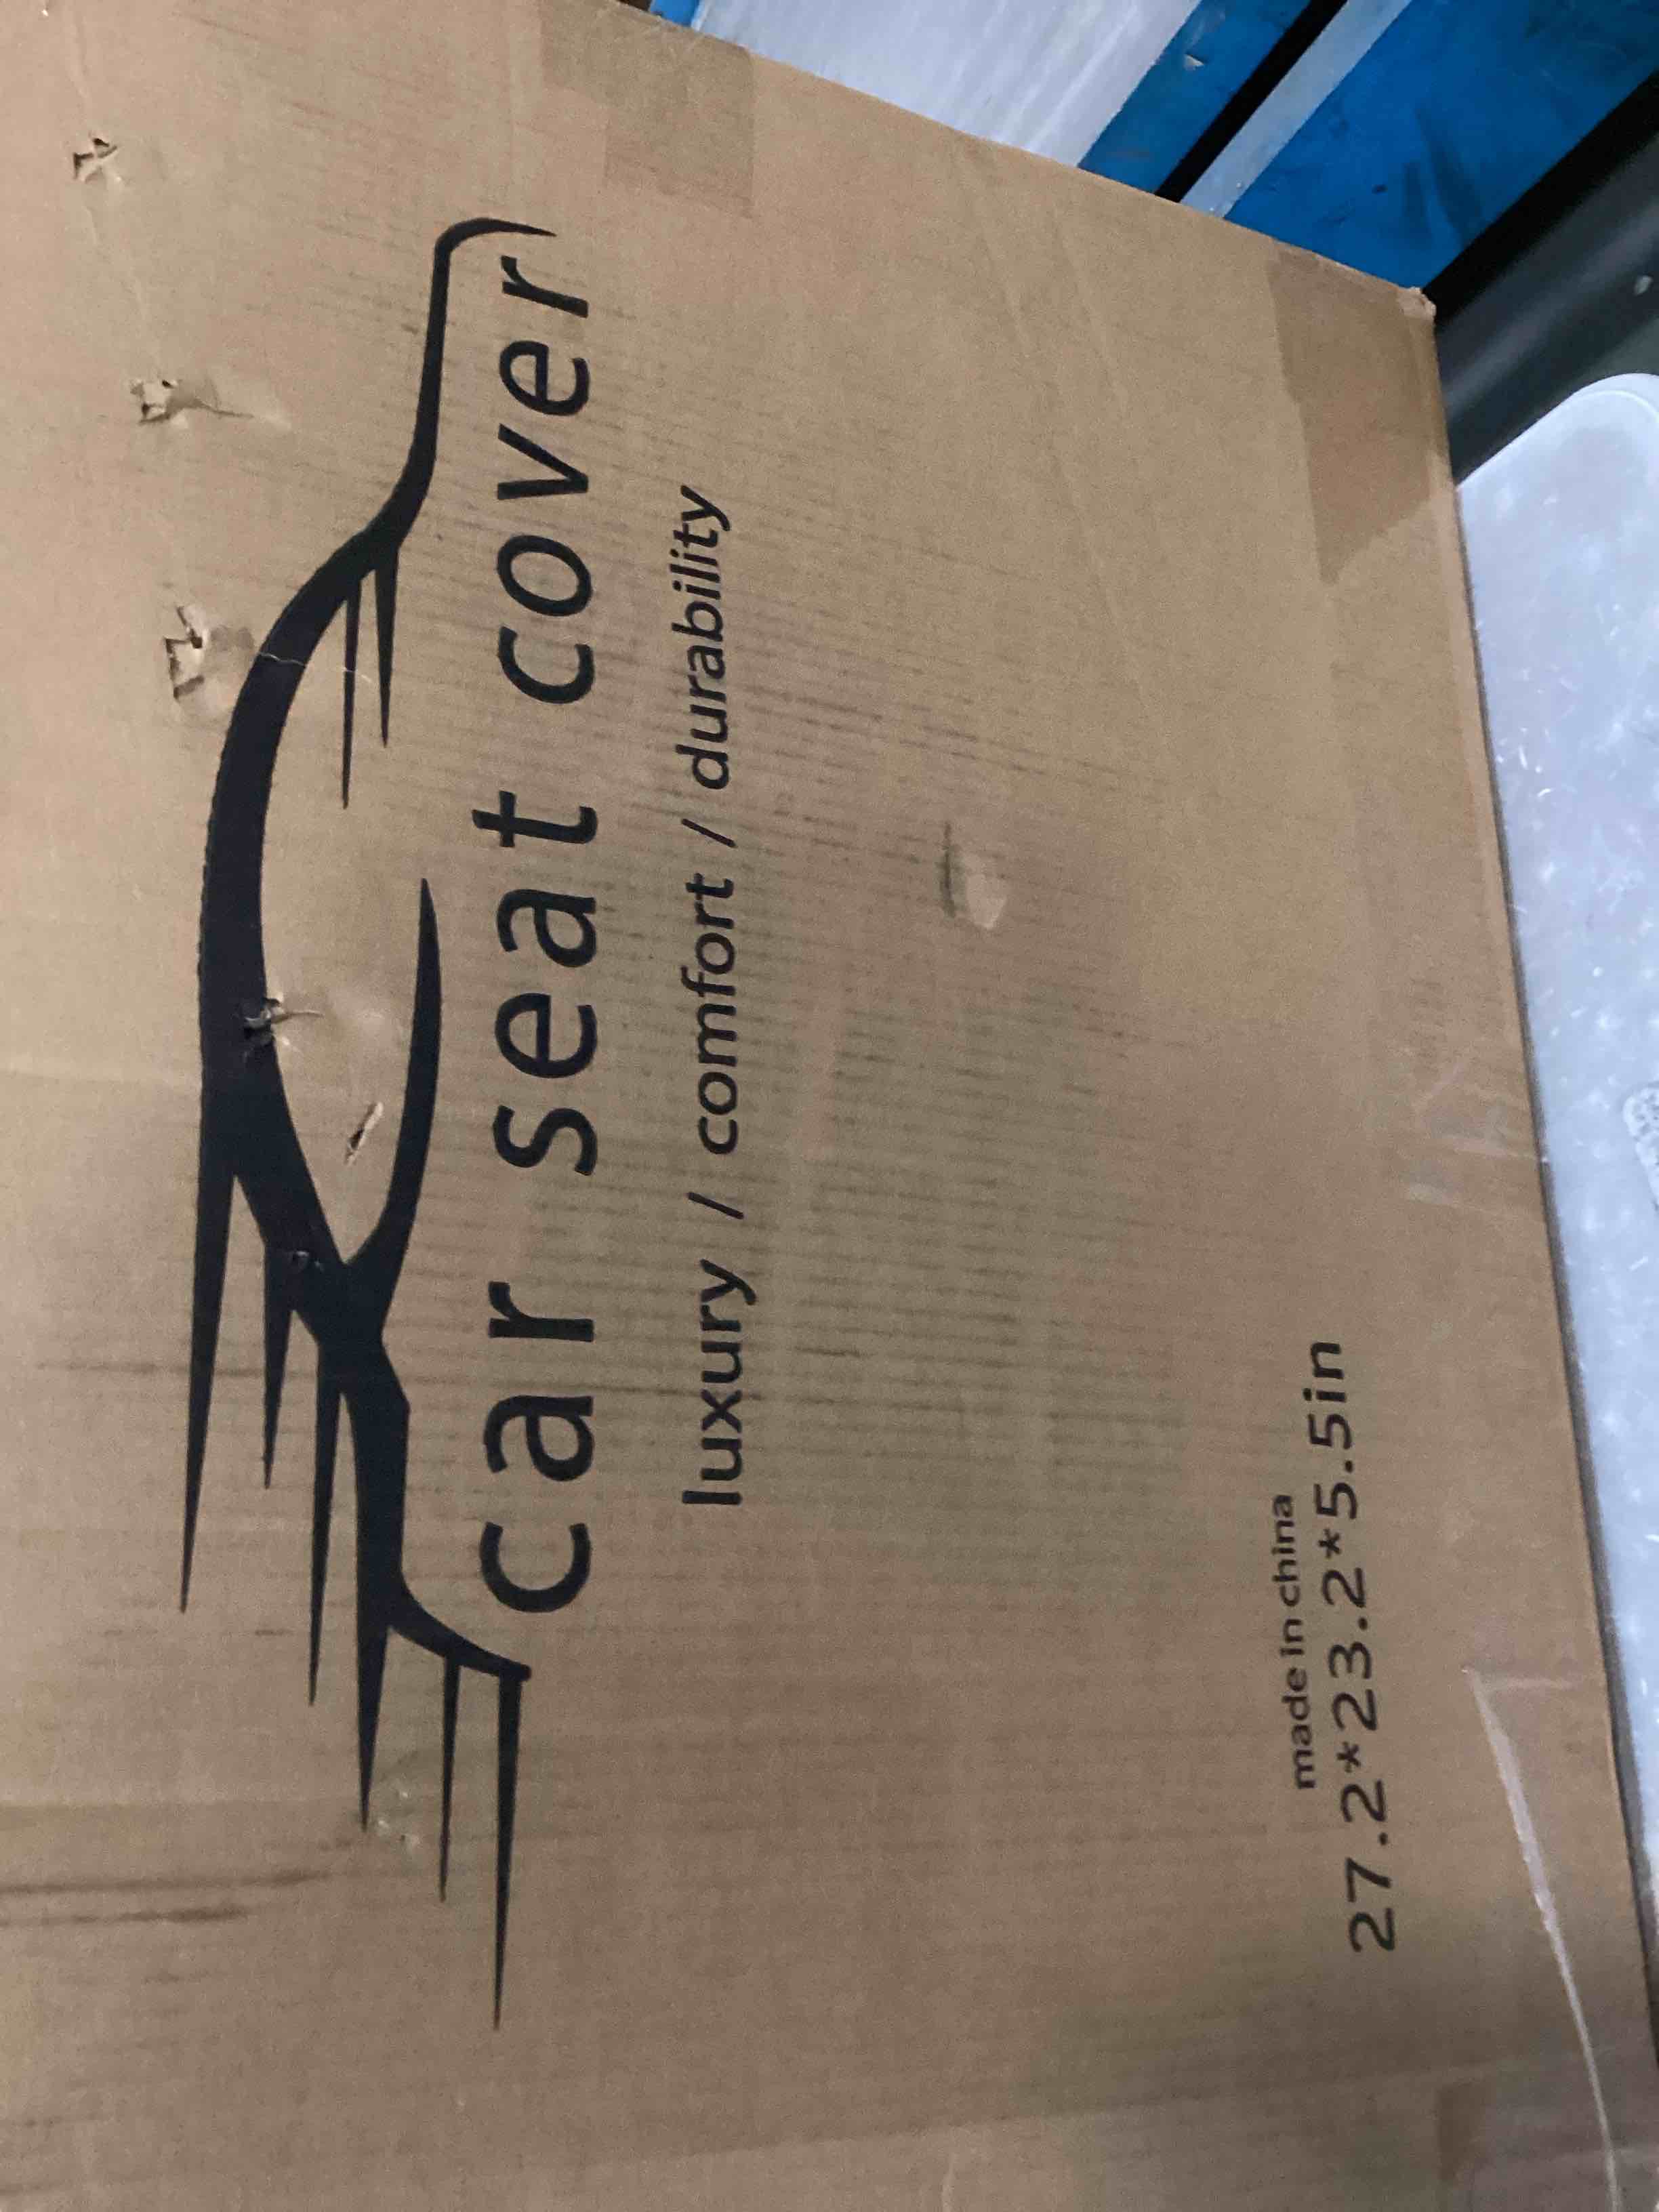 car seat cover
luxury / comfort / durability
made in china
27.2*23.2*5.5in